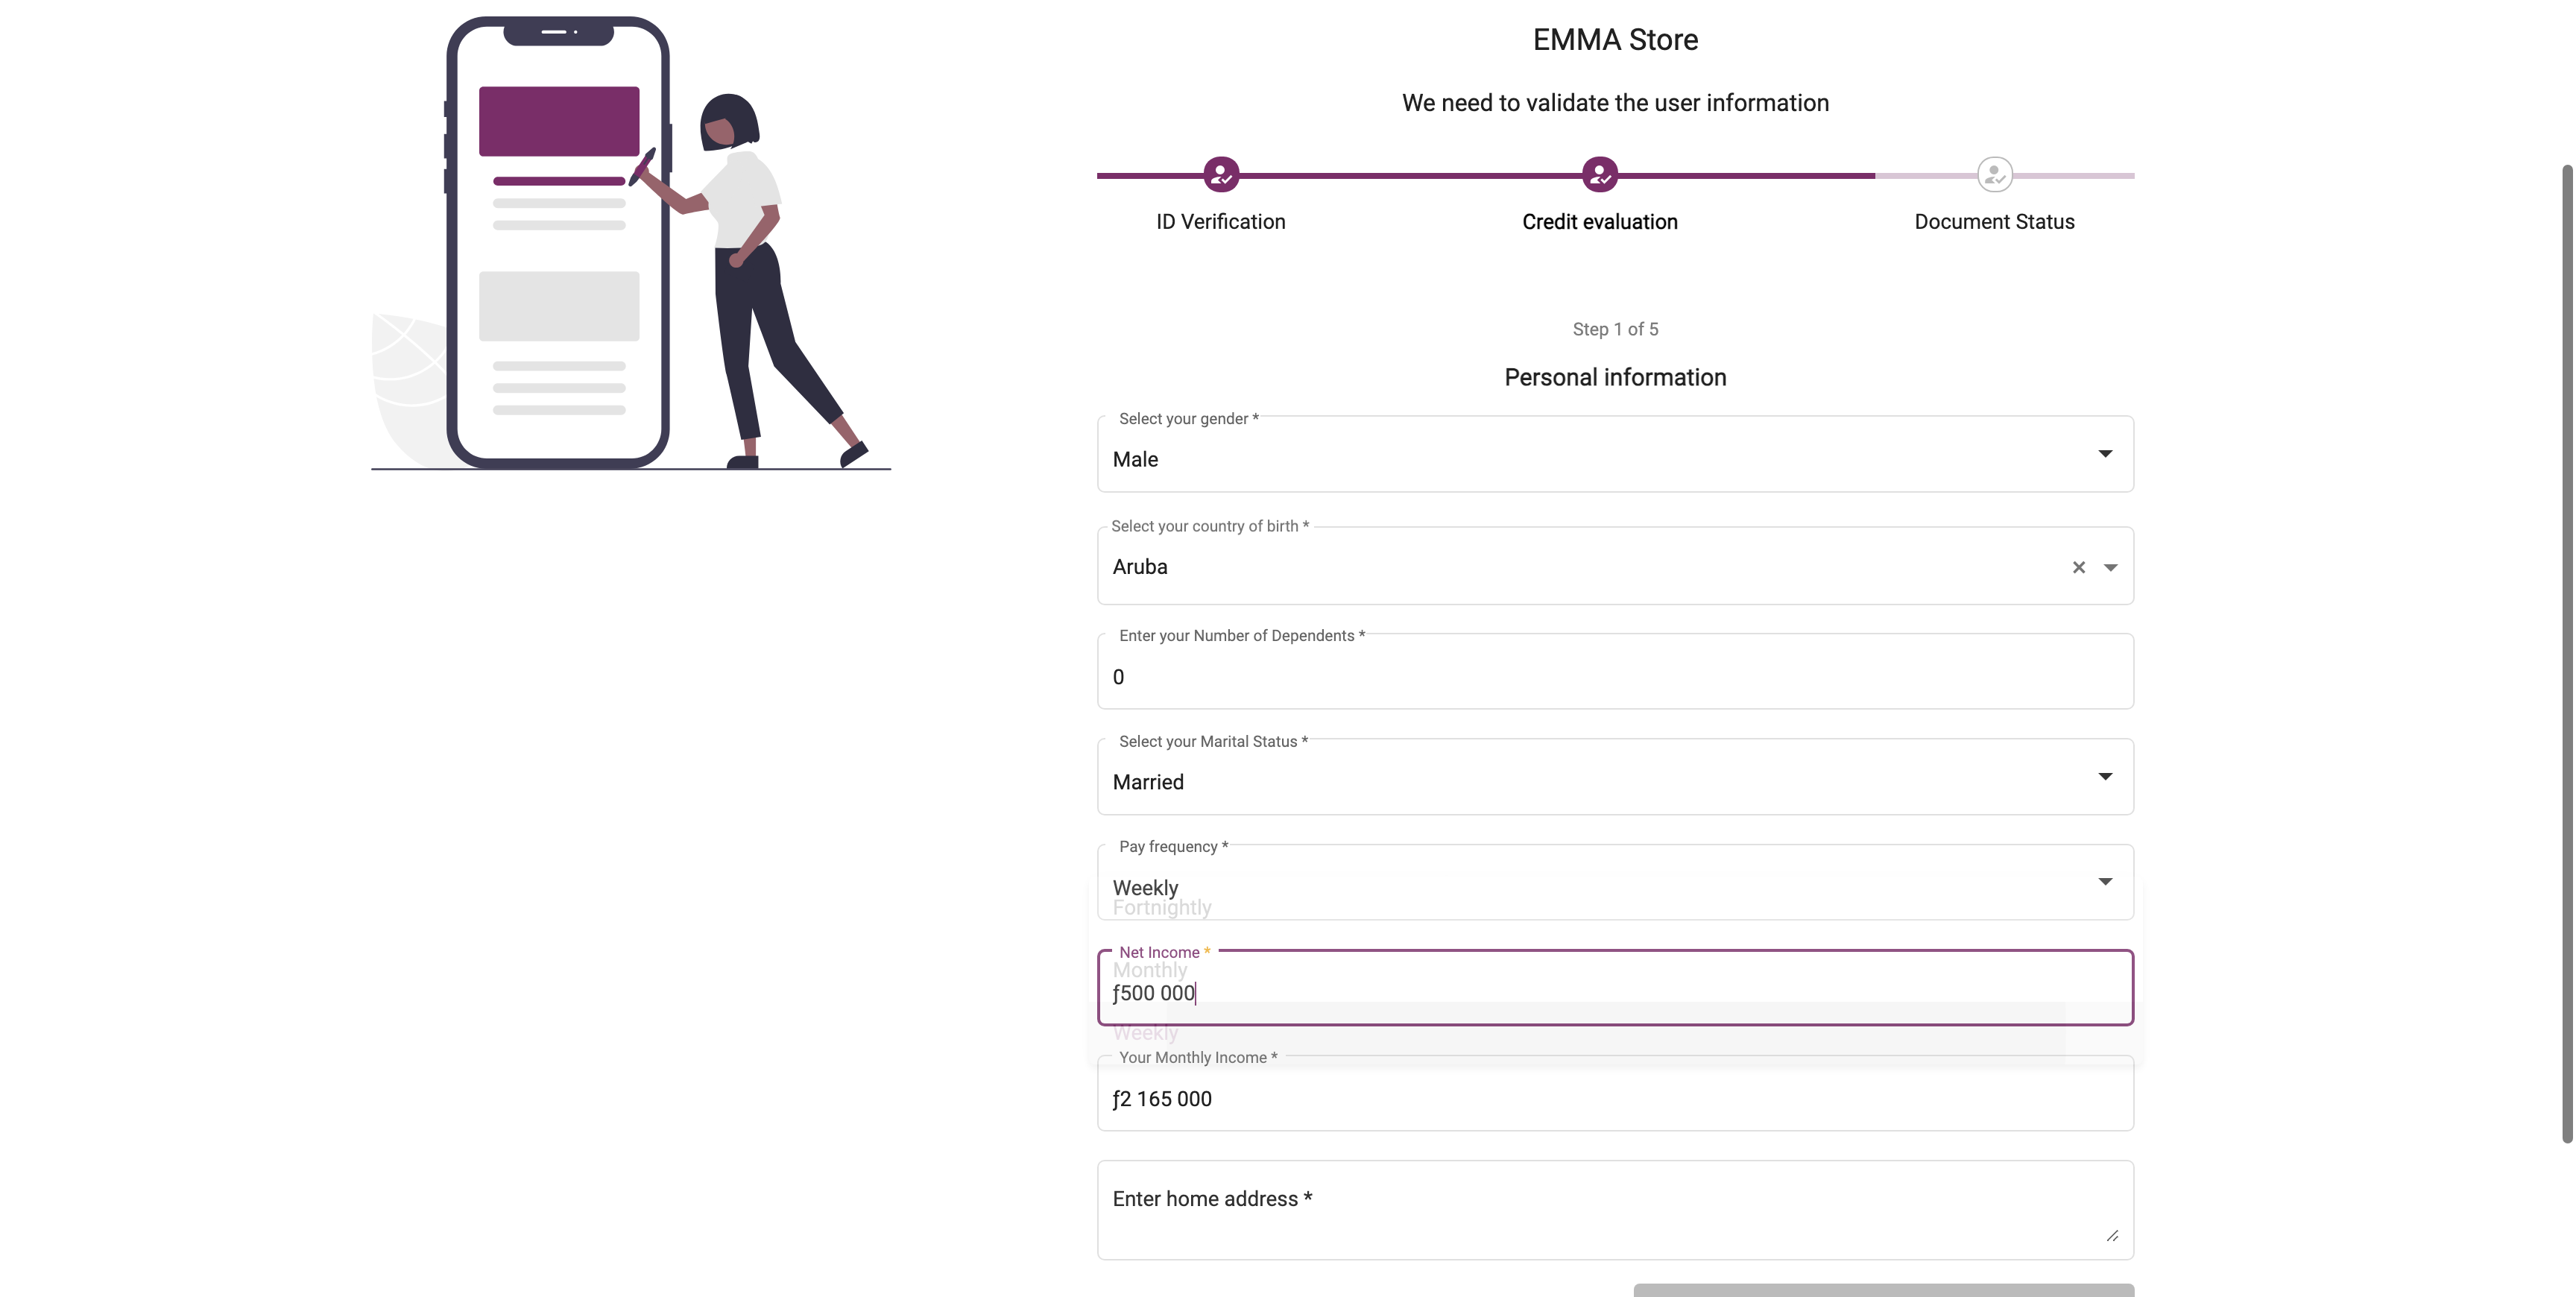 EMMA Store
We need to validate the user information
ID Verification
Credit evaluation
Document Status
Step 1 of 5
Personal information
Select your gender *
Male
Select your country of birth *
Aruba
Enter your Number of Dependents *
0
Select your Marital Status *
Married
Pay frequency *
Weekly
Fortnightly
Net Income *
Monthly
ƒ500 000
Weekly
Your Monthly Income *
ƒ2 165 000
Enter home address *